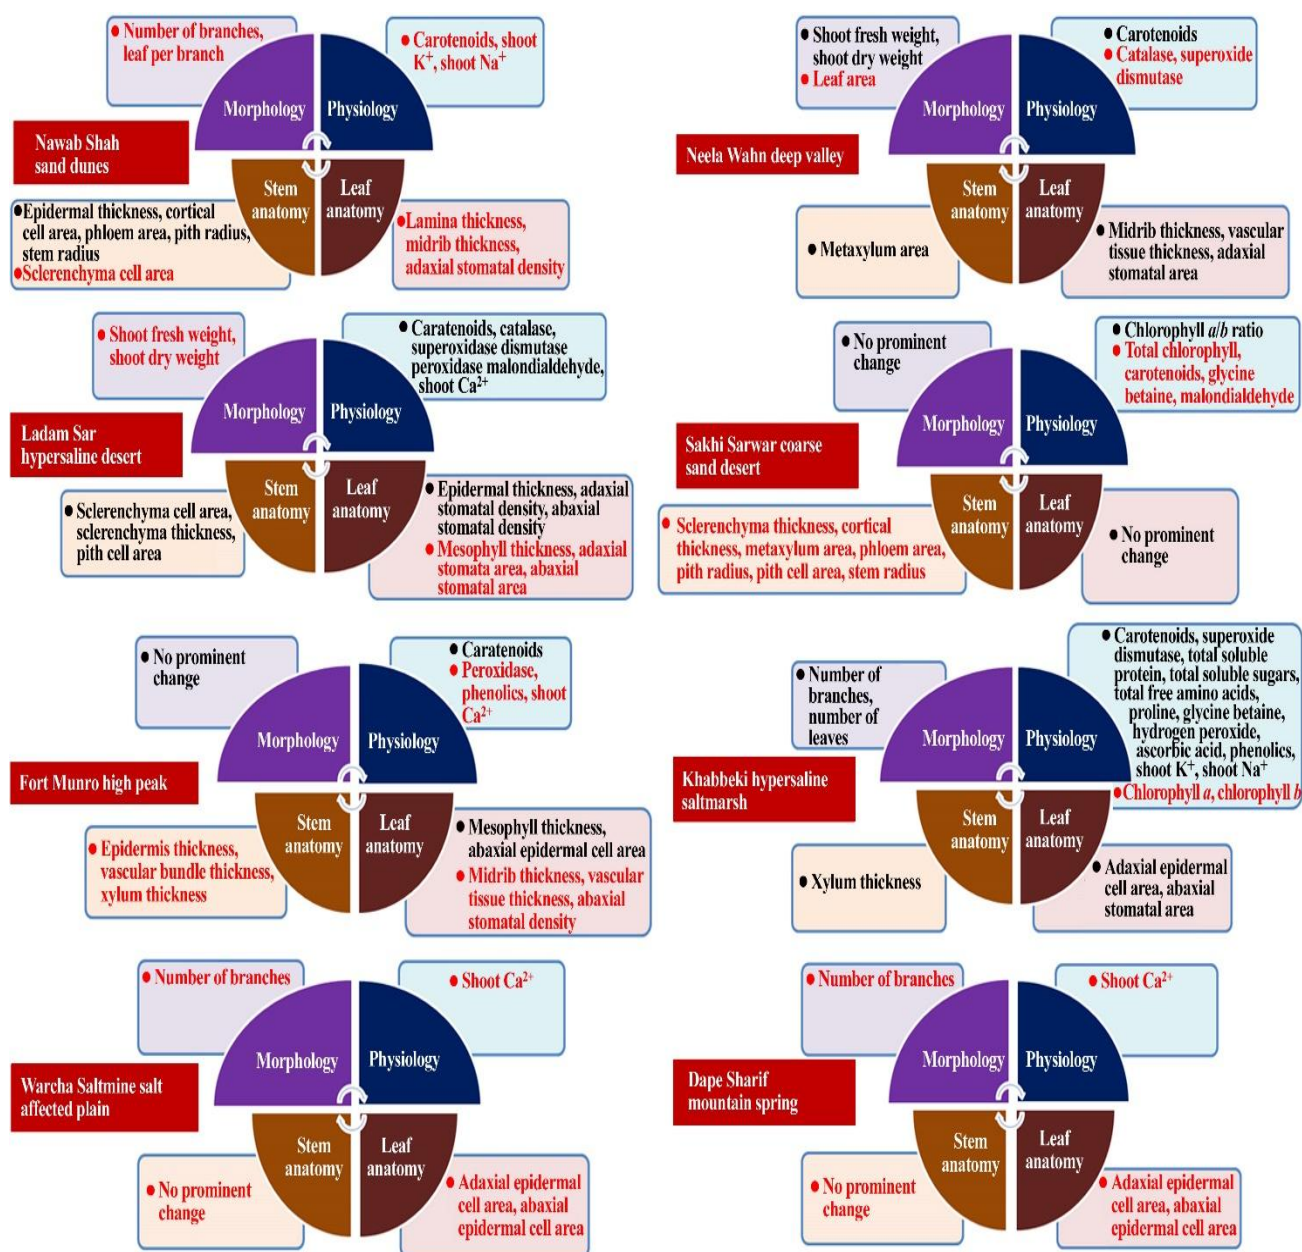 Nawab Shah
sand dunes
● Number of branches,
leaf per branch
● Carotenoids, shoot
K⁺, shoot Na⁺
Morphology
Physiology
Stem
anatomy
Leaf
anatomy
● Epidermal thickness, cortical
cell area, phloem area, pith radius,
stem radius
● Sclerenchyma cell area
● Lamina thickness,
midrib thickness,
adaxial stomatal density
Neela Wahn deep valley
● Shoot fresh weight,
shoot dry weight
● Leaf area
● Carotenoids
● Catalase, superoxide
dismutase
Morphology
Physiology
Stem
anatomy
Leaf
anatomy
● Metaxylum area
● Midrib thickness, vascular
tissue thickness, adaxial
stomatal area
Ladam Sar
hypersaline desert
● Shoot fresh weight,
shoot dry weight
● Caratenoids, catalase,
superoxidase dismutase
peroxidase malondialdehyde,
shoot Ca²⁺
Morphology
Physiology
Stem
anatomy
Leaf
anatomy
● Sclerenchyma cell area,
sclerenchyma thickness,
pith cell area
● Epidermal thickness, adaxial
stomatal density, abaxial
stomatal density
● Mesophyll thickness, adaxial
stomata area, abaxial
stomatal area
Sakhi Sarwar coarse
sand desert
● No prominent
change
● Chlorophyll a/b ratio
● Total chlorophyll,
carotenoids, glycine
betaine, malondialdehyde
Morphology
Physiology
Stem
anatomy
Leaf
anatomy
● Sclerenchyma thickness, cortical
thickness, metaxylum area, phloem area,
pith radius, pith cell area, stem radius
● No prominent
change
Fort Munro high peak
● No prominent
change
● Caratenoids
● Peroxidase,
phenolics, shoot
Ca²⁺
Morphology
Physiology
Stem
anatomy
Leaf
anatomy
● Epidermis thickness,
vascular bundle thickness,
xylum thickness
● Mesophyll thickness,
abaxial epidermal cell area
● Midrib thickness, vascular
tissue thickness, abaxial
stomatal density
Khabbeki hypersaline
saltmarsh
● Number of
branches,
number of
leaves
● Carotenoids, superoxide
dismutase, total soluble
protein, total soluble sugars,
total free amino acids,
proline, glycine betaine,
hydrogen peroxide,
ascorbic acid, phenolics,
shoot K⁺, shoot Na⁺
● Chlorophyll a, chlorophyll b
Morphology
Physiology
Stem
anatomy
Leaf
anatomy
● Xylum thickness
● Adaxial epidermal
cell area, abaxial
stomatal area
Warcha Saltmine salt
affected plain
● Number of branches
● Shoot Ca²⁺
Morphology
Physiology
Stem
anatomy
Leaf
anatomy
● No prominent
change
● Adaxial epidermal
cell area, abaxial
epidermal cell area
Dape Sharif
mountain spring
● Number of branches
● Shoot Ca²⁺
Morphology
Physiology
Stem
anatomy
Leaf
anatomy
● No prominent
change
● Adaxial epidermal
cell area, abaxial
epidermal cell area